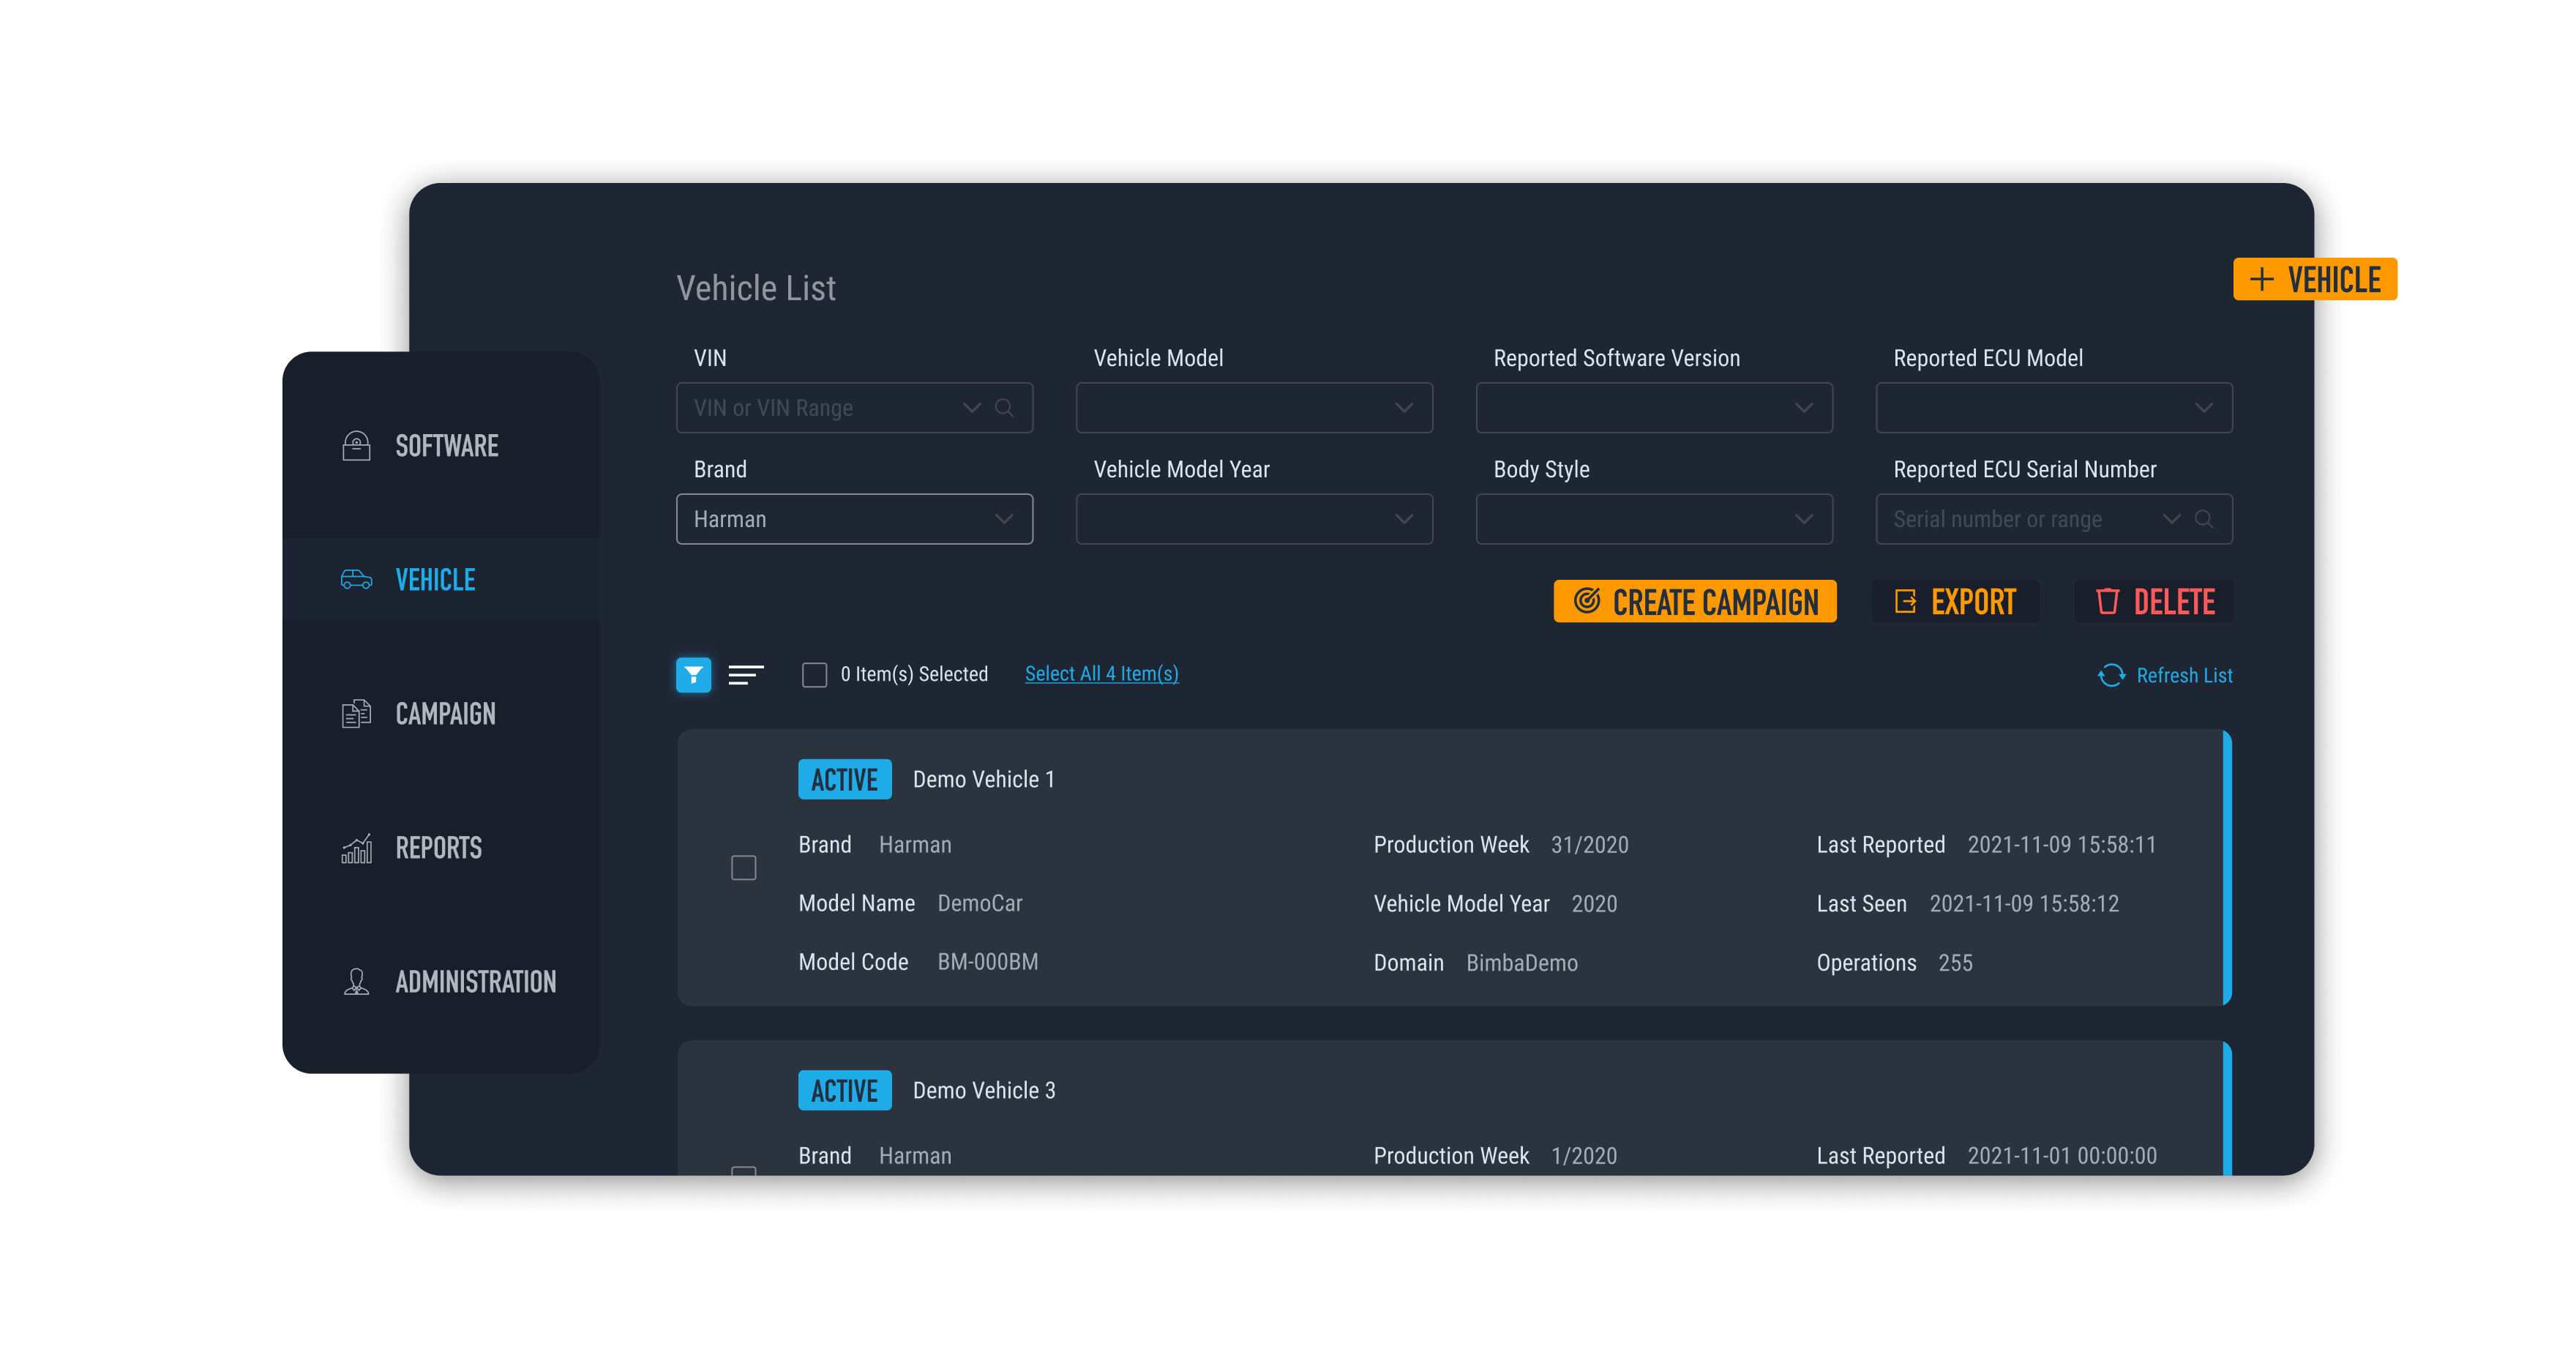 Vehicle List
+ VEHICLE
VIN
Vehicle Model
Reported Software Version
Reported ECU Model
VIN or VIN Range
Brand
Vehicle Model Year
Body Style
Reported ECU Serial Number
Harman
Serial number or range
CREATE CAMPAIGN
EXPORT
DELETE
0 Item(s) Selected
Select All 4 Item(s)
Refresh List
SOFTWARE
VEHICLE
CAMPAIGN
REPORTS
ADMINISTRATION
ACTIVE Demo Vehicle 1
Brand Harman
Production Week 31/2020
Last Reported 2021-11-09 15:58:11
Model Name DemoCar
Vehicle Model Year 2020
Last Seen 2021-11-09 15:58:12
Model Code BM-000BM
Domain BimbaDemo
Operations 255
ACTIVE Demo Vehicle 3
Brand Harman
Production Week 1/2020
Last Reported 2021-11-01 00:00:00